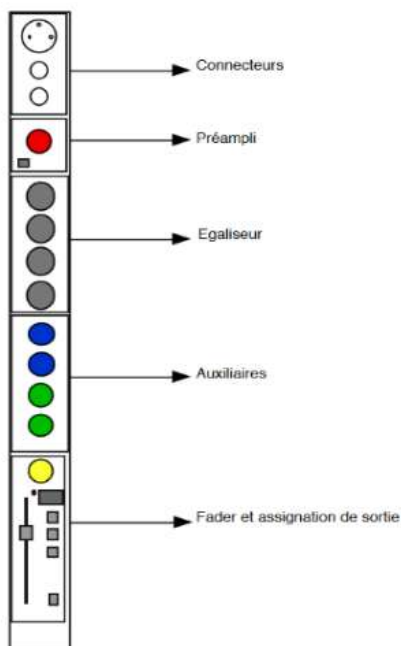 Connecteurs
Préampli
Egaliseur
Auxiliaires
Fader et assignation de sortie